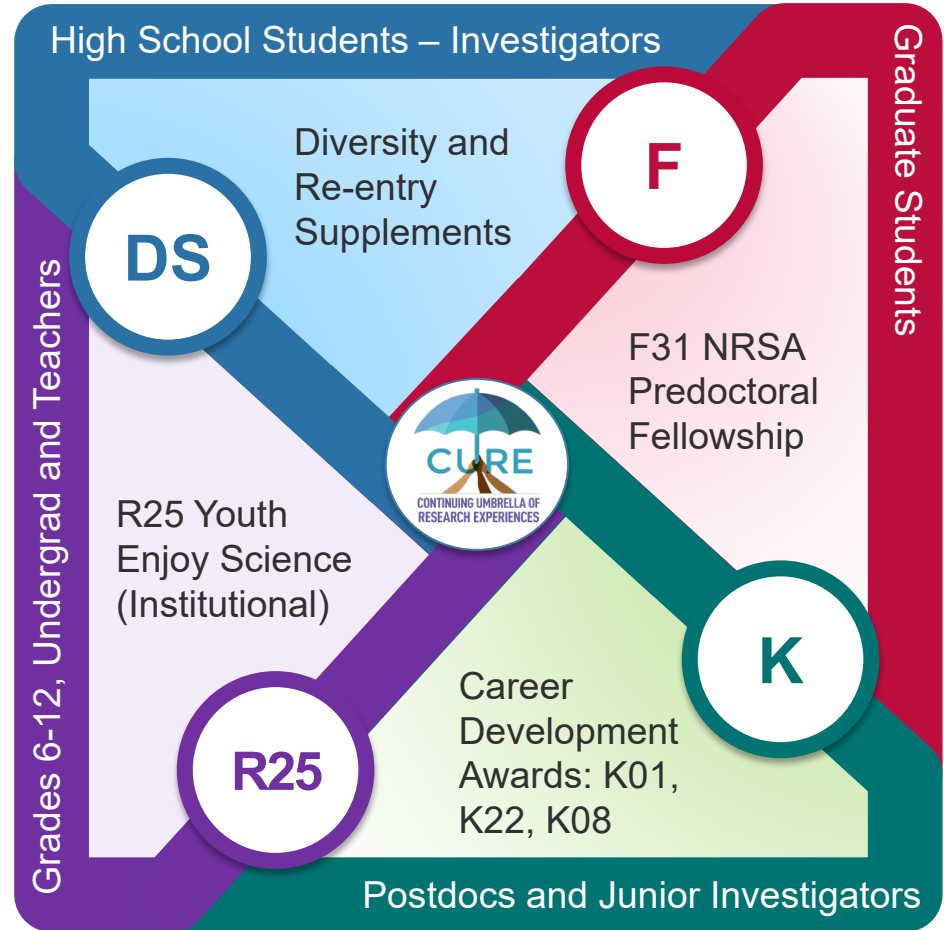 High School Students – Investigators
Graduate Students
Diversity and
Re-entry
Supplements
F
DS
F31 NRSA
Predoctoral
Fellowship
CURE
CONTINUING UMBRELLA OF
RESEARCH EXPERIENCES
Grades 6-12, Undergrad and Teachers
R25 Youth
Enjoy Science
(Institutional)
K
Career
Development
Awards: K01,
K22, K08
R25
Postdocs and Junior Investigators